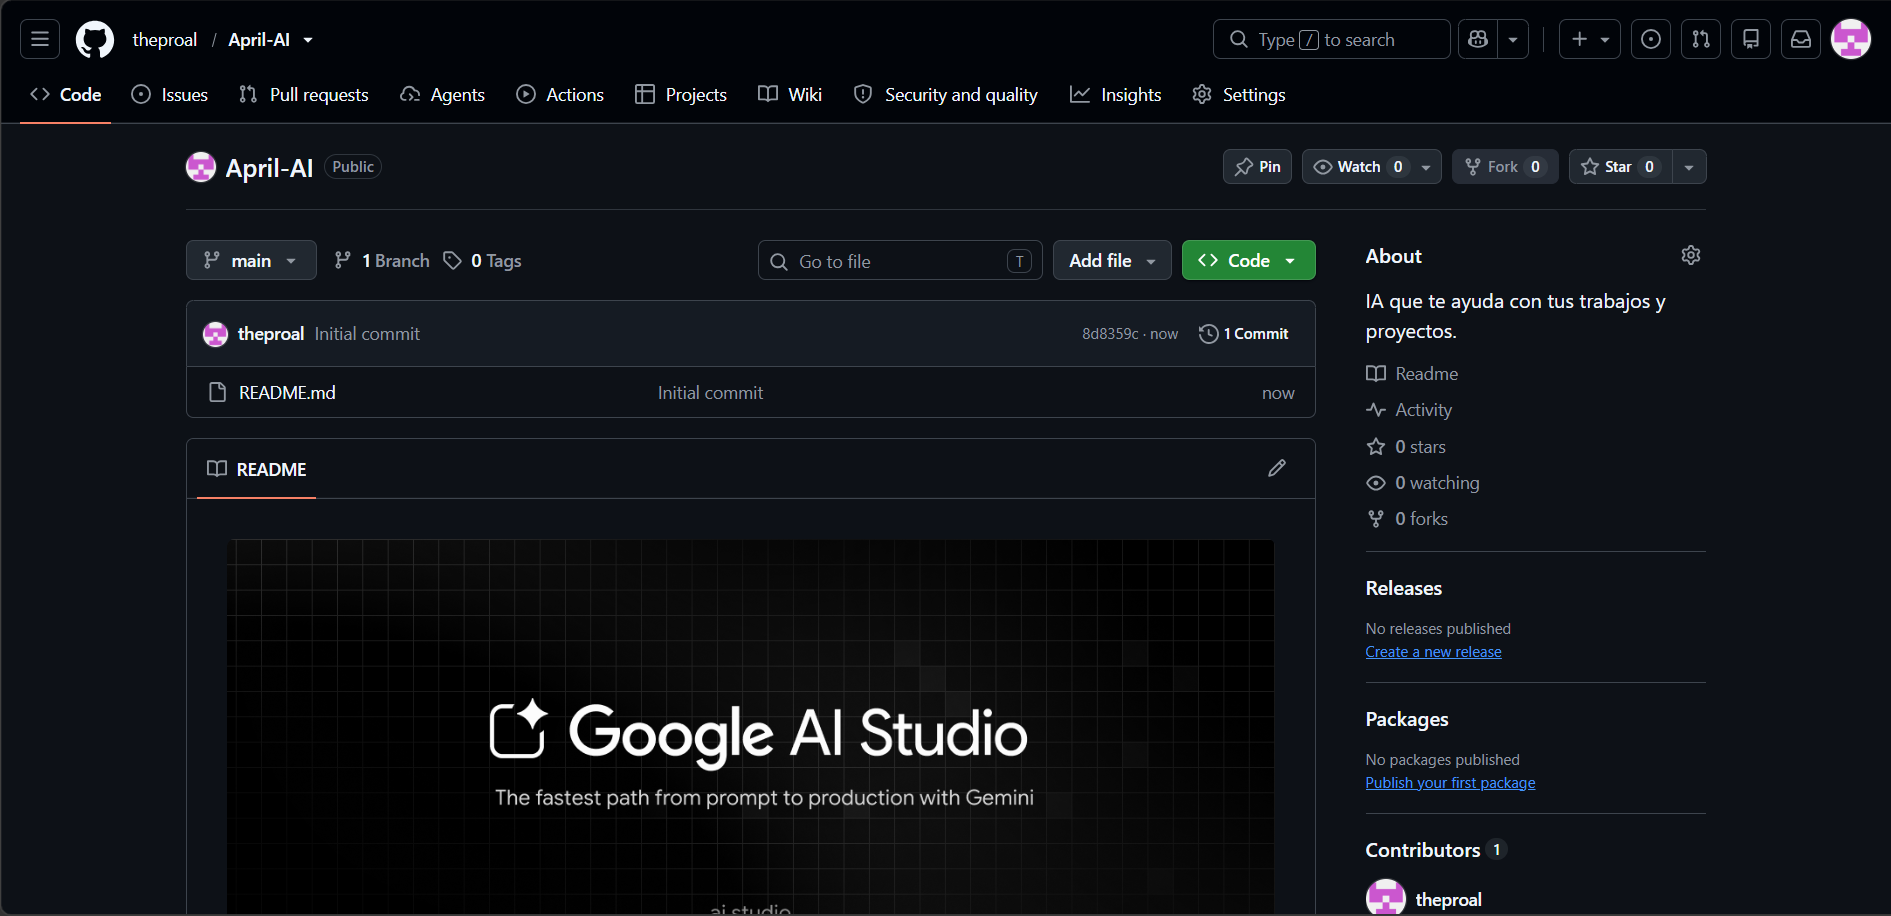 theproal / April-AI
Type / to search
Code Issues Pull requests Agents Actions Projects Wiki Security and quality Insights Settings
April-AI Public
Pin Watch 0 Fork 0 Star 0
main 1 Branch 0 Tags
Go to file T Add file Code
theproal Initial commit 8d8359c · now 1 Commit
README.md Initial commit now
README
Google AI Studio
The fastest path from prompt to production with Gemini
ai.studio
About
IA que te ayuda con tus trabajos y
proyectos.
Readme
Activity
0 stars
0 watching
0 forks
Releases
No releases published
Create a new release
Packages
No packages published
Publish your first package
Contributors 1
theproal